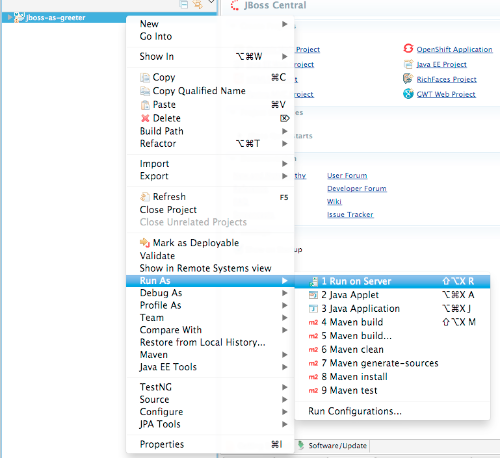 jboss-as-greeter
JBoss Central
Project
roject
Project
OpenShift Application
Java EE Project
RichFaces Project
GWT Web Project
es
starts
thy
User Forum
Developer Forum
Wiki
Issue Tracker
up
New
Go Into
Show In ⌥⌘W
Copy ⌘C
Copy Qualified Name
Paste ⌘V
Delete ⌦
Build Path
Refactor ⌥⌘T
Import
Export
Refresh F5
Close Project
Close Unrelated Projects
Mark as Deployable
Validate
Show in Remote Systems view
Run As
Debug As
Profile As
Team
Compare With
Restore from Local History...
Maven
Java EE Tools
TestNG
Source
Configure
JPA Tools
Properties ⌘I
1 Run on Server ⇧⌥X R
2 Java Applet ⌥⌘X A
3 Java Application ⌥⌘X J
m2 4 Maven build ⇧⌥X M
m2 5 Maven build...
m2 6 Maven clean
m2 7 Maven generate-sources
m2 8 Maven install
m2 9 Maven test
Run Configurations...
Software/Update